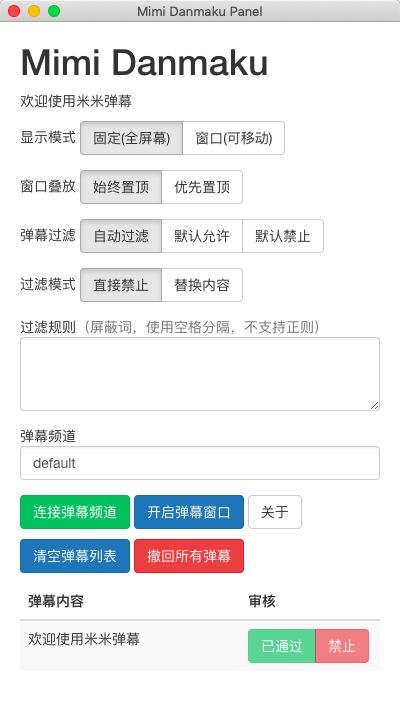 Mimi Danmaku Panel
Mimi Danmaku
欢迎使用米米弹幕
显示模式 固定(全屏幕) 窗口(可移动)
窗口叠放 始终置顶 优先置顶
弹幕过滤 自动过滤 默认允许 默认禁止
过滤模式 直接禁止 替换内容
过滤规则（屏蔽词，使用空格分隔，不支持正则）
弹幕频道
default
连接弹幕频道 开启弹幕窗口 关于
清空弹幕列表 撤回所有弹幕
弹幕内容 审核
欢迎使用米米弹幕 已通过 禁止